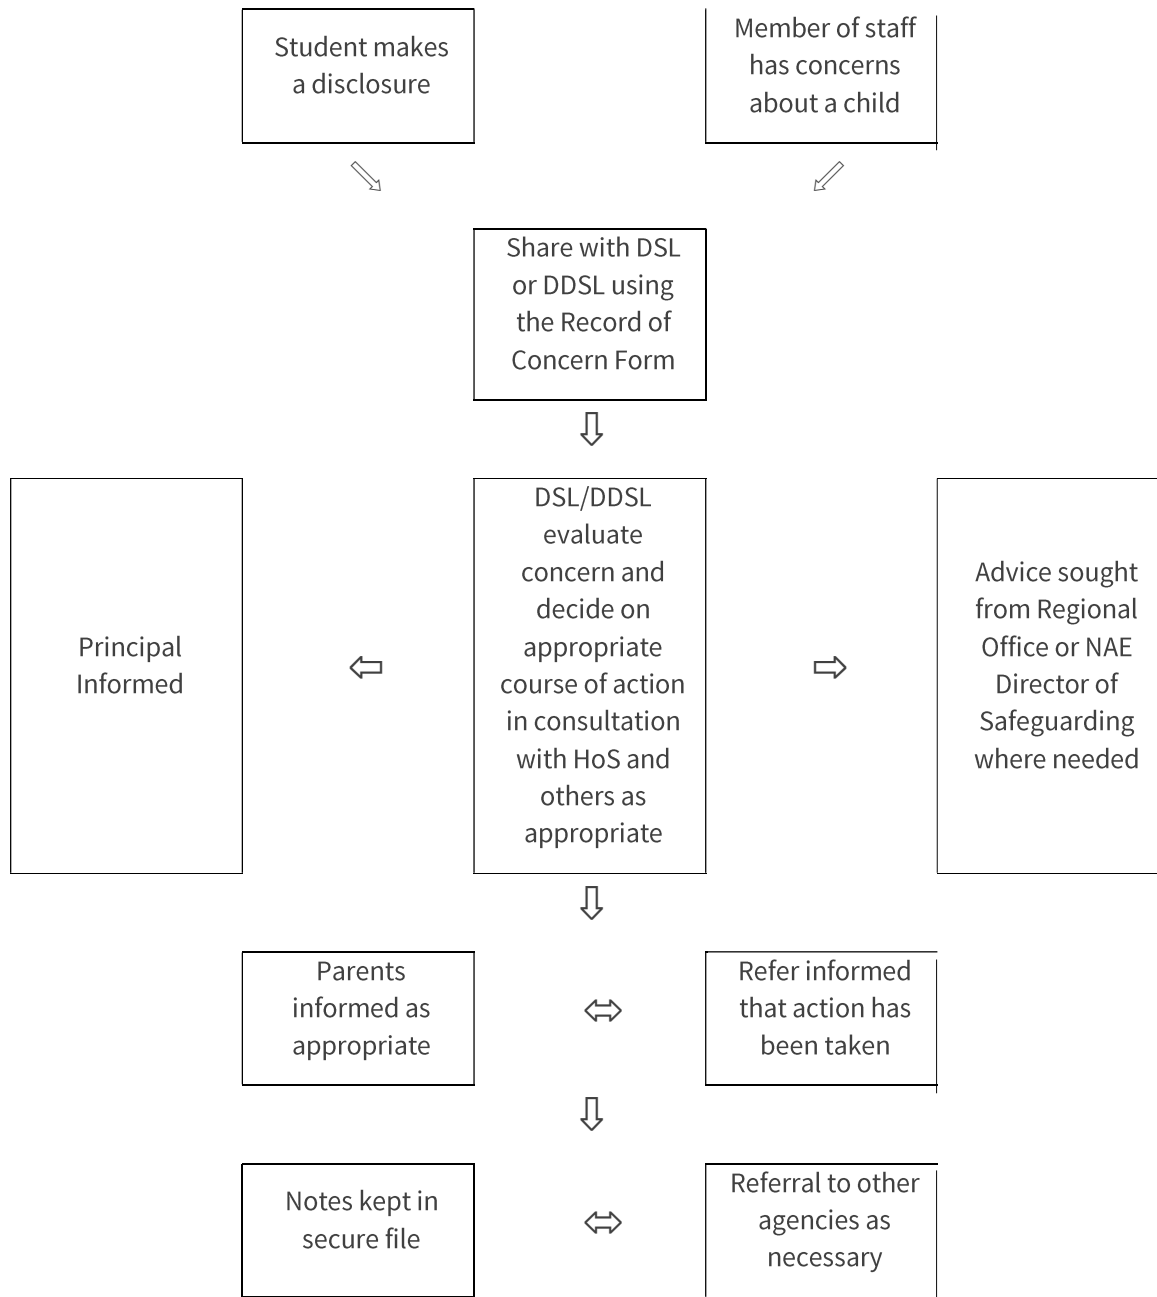 Student makes
a disclosure
Member of staff
has concerns
about a child
Share with DSL
or DDSL using
the Record of
Concern Form
Principal
Informed
DSL/DDSL
evaluate
concern and
decide on
appropriate
course of action
in consultation
with HoS and
others as
appropriate
Advice sought
from Regional
Office or NAE
Director of
Safeguarding
where needed
Parents
informed as
appropriate
Refer informed
that action has
been taken
Notes kept in
secure file
Referral to other
agencies as
necessary